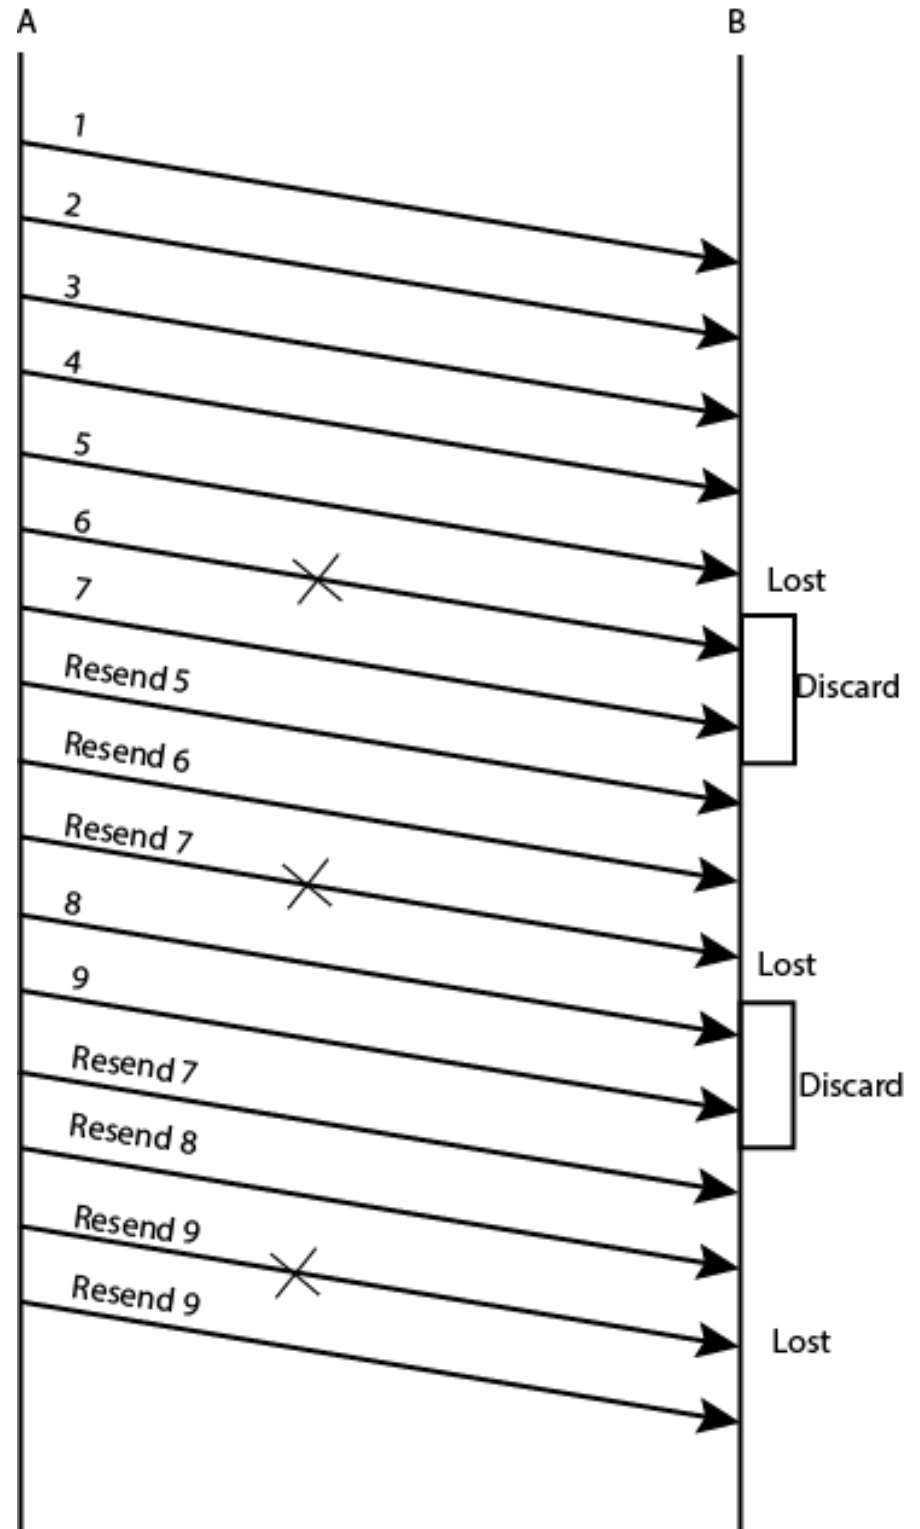 A
B
1
2
3
4
5
6
Lost
7
Resend 5
Discard
Resend 6
Resend 7
8
Lost
9
Resend 7
Discard
Resend 8
Resend 9
Resend 9
Lost